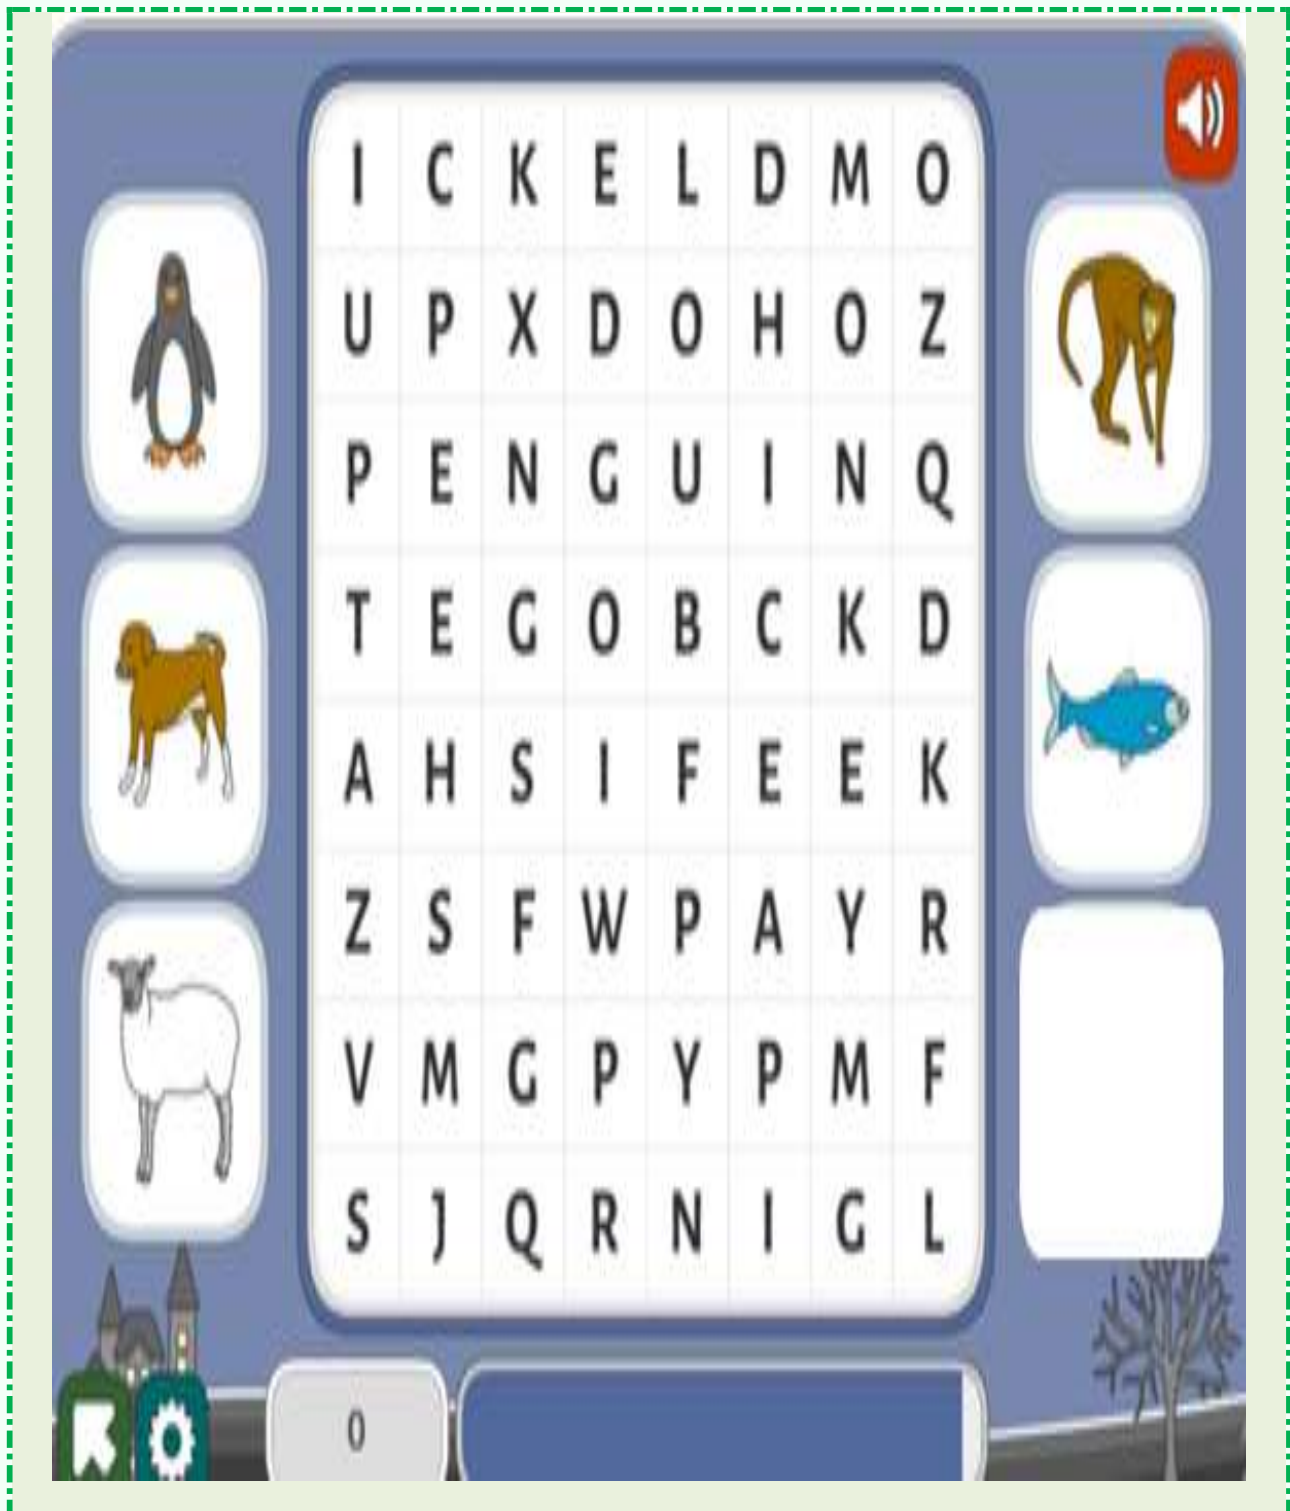 I C K E L D M O
U P X D O H O Z
P E N G U I N Q
T E G O B C K D
A H S I F E E K
Z S F W P A Y R
V M G P Y P M F
S J Q R N I G L
0